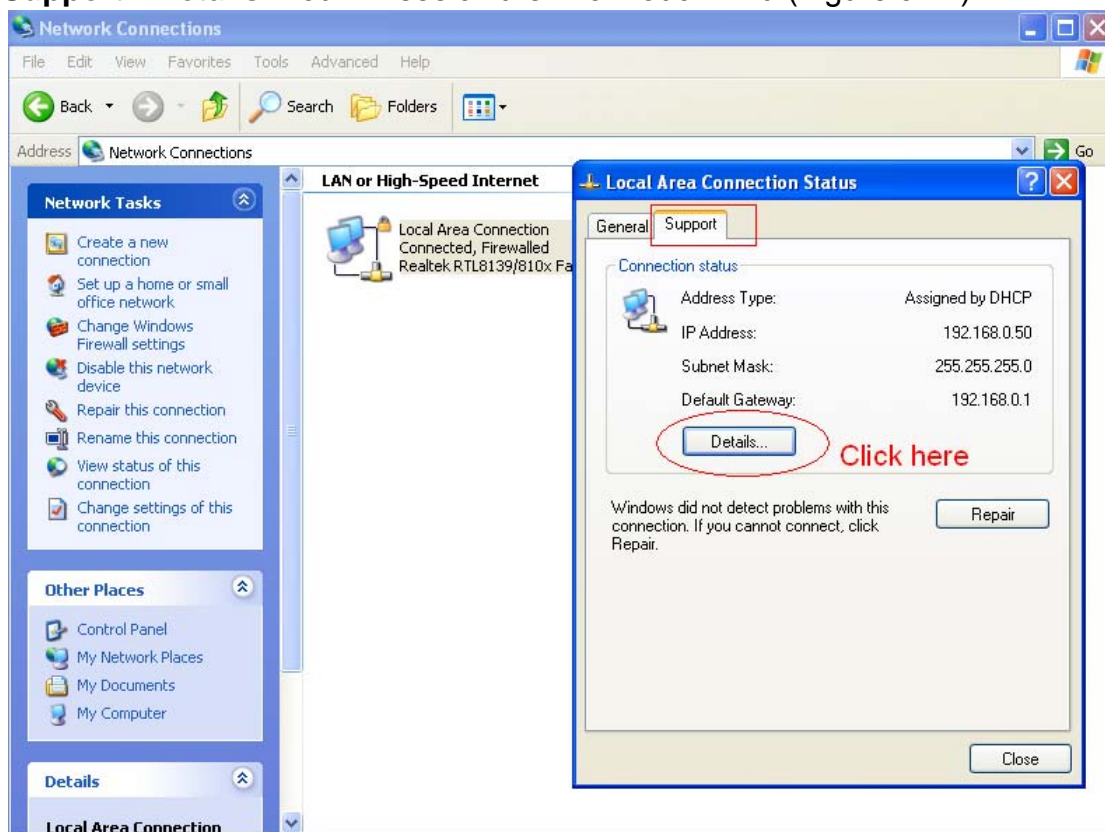 Network Connections
File Edit View Favorites Tools Advanced Help
Back Search Folders
Address Network Connections Go
Network Tasks
Create a new
connection
Set up a home or small
office network
Change Windows
Firewall settings
Disable this network
device
Repair this connection
Rename this connection
View status of this
connection
Change settings of this
connection
Other Places
Control Panel
My Network Places
My Documents
My Computer
Details
Local Area Connection
LAN or High-Speed Internet
Local Area Connection
Connected, Firewalled
Realtek RTL8139/810x Fa
Local Area Connection Status
General Support
Connection status
Address Type: Assigned by DHCP
IP Address: 192.168.0.50
Subnet Mask: 255.255.255.0
Default Gateway: 192.168.0.1
Details... Click here
Windows did not detect problems with this
connection. If you cannot connect, click
Repair.
Repair
Close